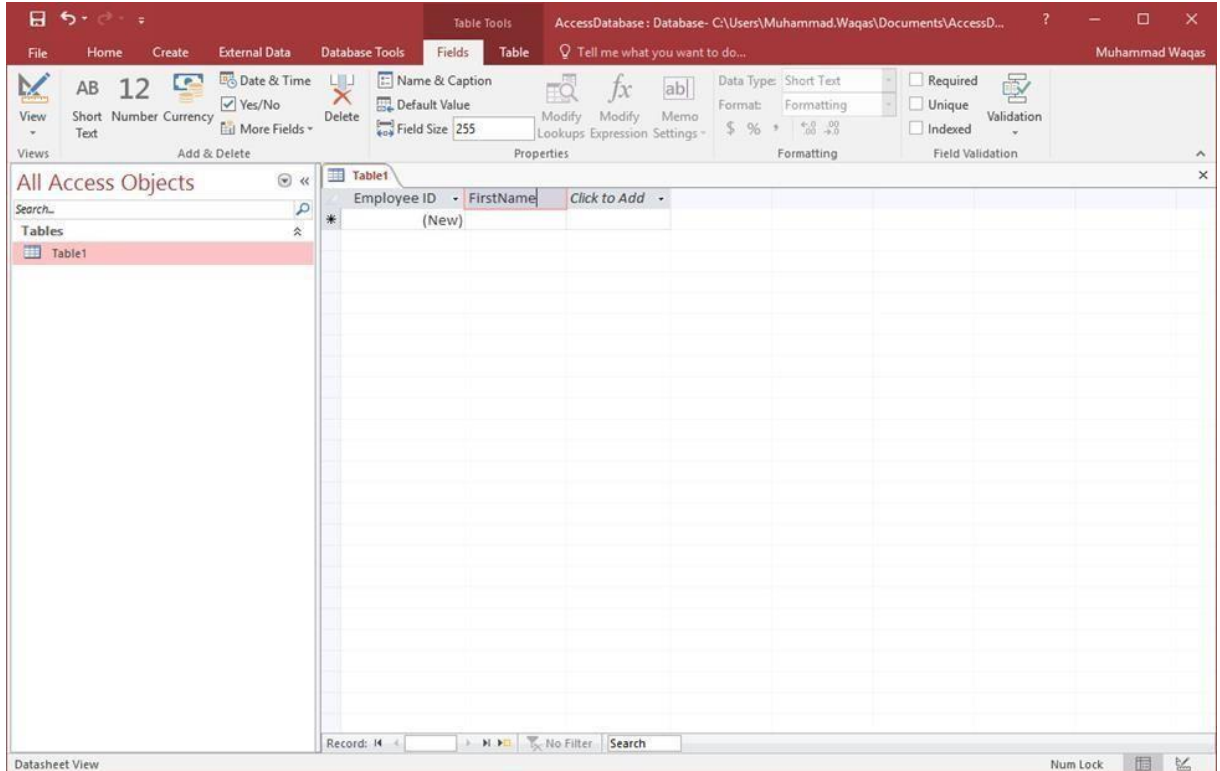 Table Tools
AccessDatabase : Database- C:\Users\Muhammad.Waqas\Documents\AccessD...
?
File Home Create External Data Database Tools Fields Table Tell me what you want to do... Muhammad Waqas
View
AB
Short Text
12
Number
Currency
Date & Time
Yes/No
More Fields
Delete
Name & Caption
Default Value
Field Size 255
Modify Lookups
fx
Modify Expression
ab
Memo Settings
Data Type: Short Text
Format: Formatting
$ % ,
Required
Unique
Indexed
Validation
Views Add & Delete Properties Formatting Field Validation
All Access Objects
Search...
Tables
Table1
Table1
Employee ID FirstName Click to Add
* (New)
Record: No Filter Search
Datasheet View Num Lock